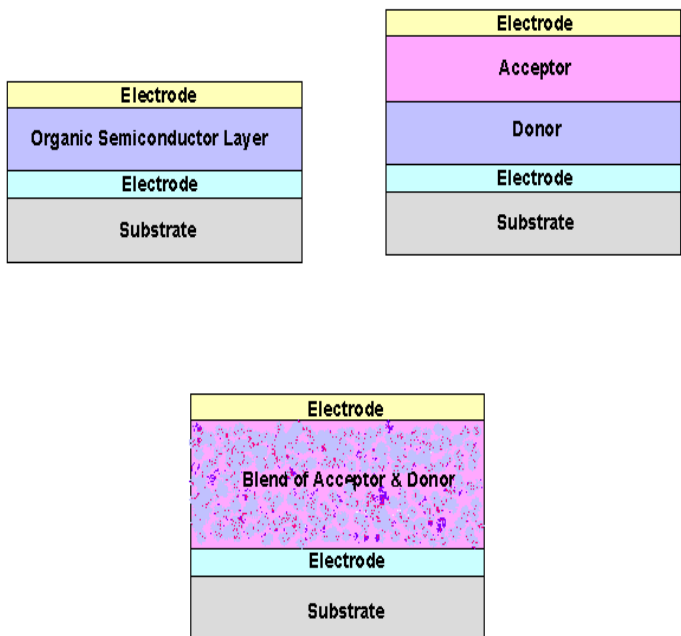 Electrode
Organic Semiconductor Layer
Electrode
Substrate
Electrode
Acceptor
Donor
Electrode
Substrate
Electrode
Blend of Acceptor & Donor
Electrode
Substrate